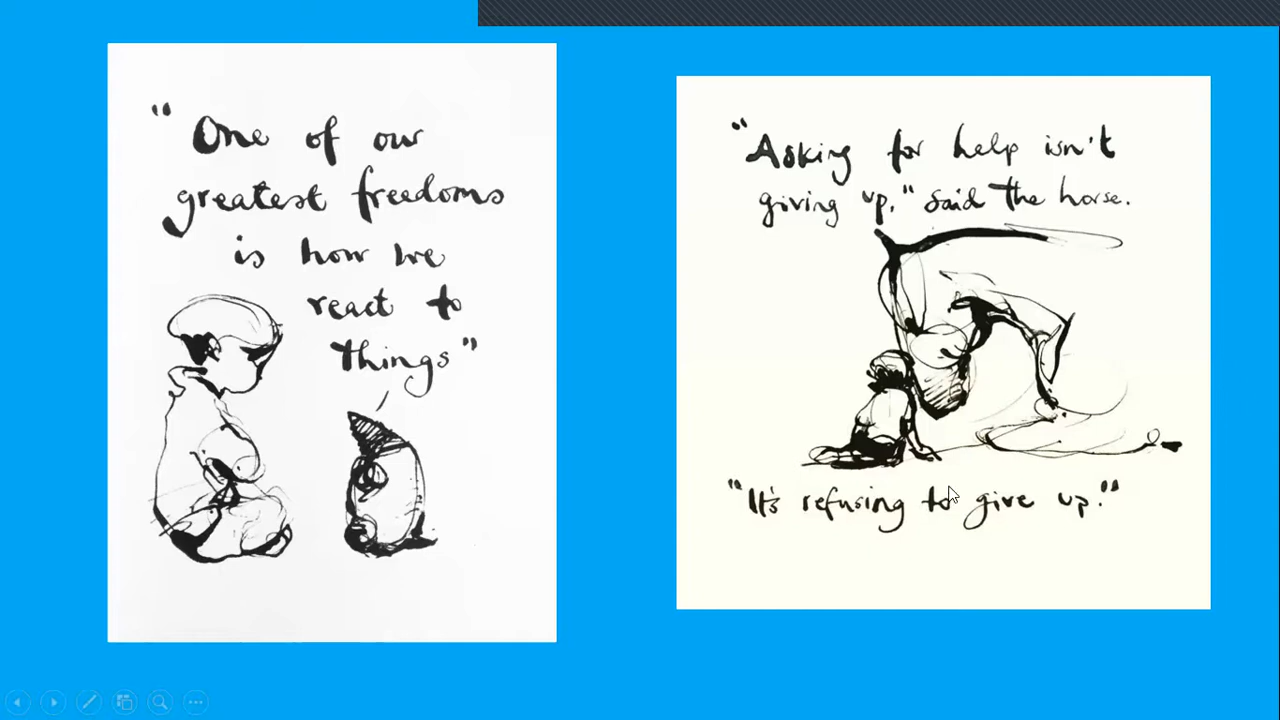 "One of our
greatest freedoms
is how we
react to
things"
"Asking for help isn't
giving up," said the horse.
"It's refusing to give up."